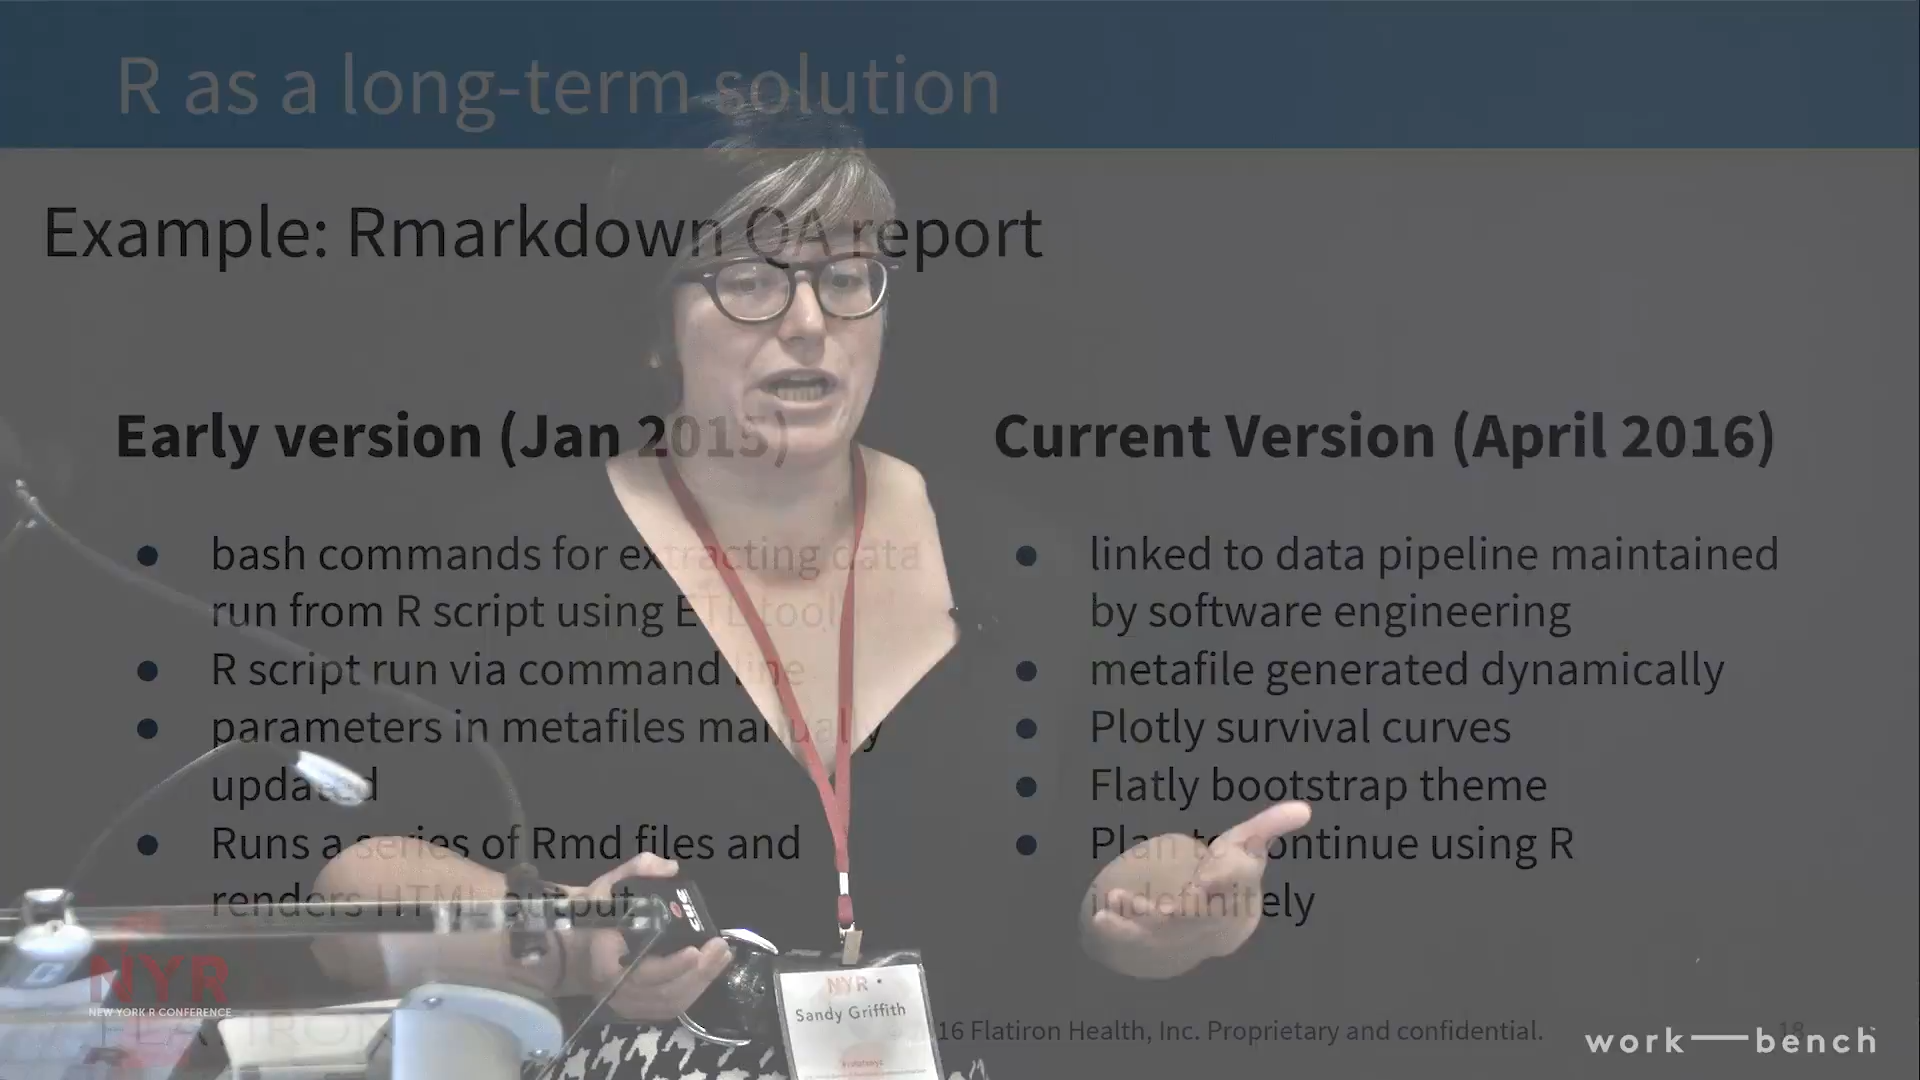 R as a long-term solution
Example: Rmarkdown QA report
Early version (Jan 2015)
bash commands for extracting data
run from R script using ETL tool
R script run via command line
parameters in metafiles manually
updated
Runs a series of Rmd files and
renders HTML output
Current Version (April 2016)
linked to data pipeline maintained
by software engineering
metafile generated dynamically
Plotly survival curves
Flatly bootstrap theme
Plan to continue using R
indefinitely
NYR
NEW YORK R CONFERENCE
FLATIRON
NYR
Sandy Griffith
16 Flatiron Health, Inc. Proprietary and confidential.
18
work—bench